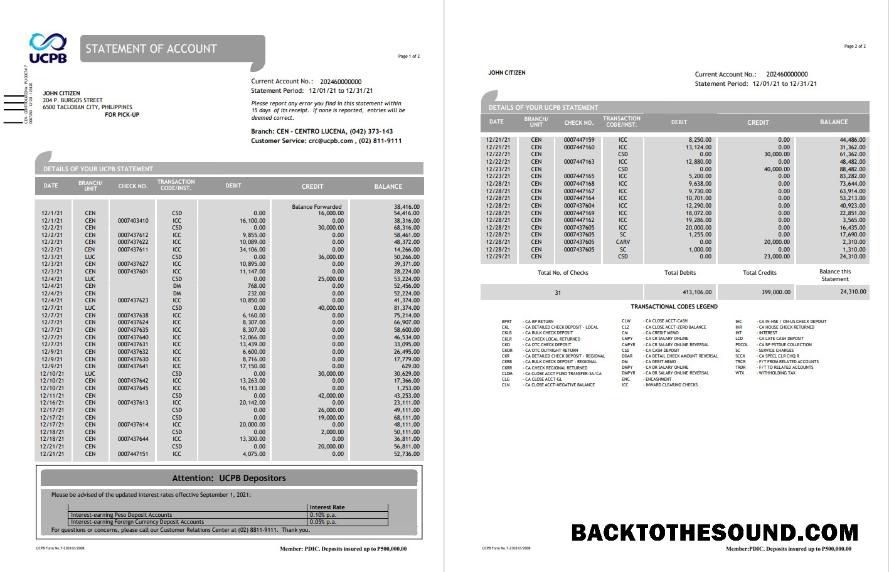 UCPB
STATEMENT OF ACCOUNT
Page 1 of 2
JOHN CITIZEN
204 P. BURGOS STREET
6500 TACLOBAN CITY, PHILIPPINES
FOR PICK-UP
Current Account No.: 202460000000
Statement Period: 12/01/21 to 12/31/21
Please report any error you find in this statement within
15 days of its receipt. If none is reported, entries will be
deemed correct.
Branch: CEN - CENTRO LUCENA, (042) 373-143
Customer Service: crc@ucpb.com , (02) 811-9111
DETAILS OF YOUR UCPB STATEMENT
DATE BRANCH/UNIT CHECK NO. TRANSACTION CODE/INST. DEBIT CREDIT BALANCE
Balance Forwarded 38,416.00
12/1/21 CEN CSD 0.00 16,000.00 54,416.00
12/1/21 CEN 0007403410 ICC 16,100.00 0.00 38,316.00
12/2/21 CEN CSD 0.00 30,000.00 68,316.00
12/2/21 CEN 0007437612 ICC 9,855.00 0.00 58,461.00
12/2/21 CEN 0007437622 ICC 10,089.00 0.00 48,372.00
12/2/21 CEN 0007437611 ICC 34,106.00 0.00 14,266.00
12/3/21 LUC CSD 0.00 36,000.00 50,266.00
12/3/21 CEN 0007437627 ICC 10,895.00 0.00 39,371.00
12/3/21 CEN 0007437601 ICC 11,147.00 0.00 28,224.00
12/4/21 LUC CSD 0.00 25,000.00 53,224.00
12/4/21 CEN DM 768.00 0.00 52,456.00
12/4/21 CEN DM 232.00 0.00 52,224.00
12/4/21 CEN 0007437623 ICC 10,850.00 0.00 41,374.00
12/7/21 LUC CSD 0.00 40,000.00 81,374.00
12/7/21 CEN 0007437638 ICC 6,160.00 0.00 75,214.00
12/7/21 CEN 0007437624 ICC 8,307.00 0.00 66,907.00
12/7/21 CEN 0007437635 ICC 8,307.00 0.00 58,600.00
12/7/21 CEN 0007437640 ICC 12,066.00 0.00 46,534.00
12/7/21 CEN 0007437631 ICC 13,439.00 0.00 33,095.00
12/9/21 CEN 0007437632 ICC 6,600.00 0.00 26,495.00
12/9/21 CEN 0007437630 ICC 8,716.00 0.00 17,779.00
12/9/21 CEN 0007437641 ICC 17,150.00 0.00 629.00
12/10/21 LUC CSD 0.00 30,000.00 30,629.00
12/10/21 CEN 0007437642 ICC 13,263.00 0.00 17,366.00
12/10/21 CEN 0007437645 ICC 16,113.00 0.00 1,253.00
12/11/21 CEN CSD 0.00 42,000.00 43,253.00
12/16/21 CEN 0007437613 ICC 20,142.00 0.00 23,111.00
12/17/21 CEN CSD 0.00 26,000.00 49,111.00
12/17/21 CEN CSD 0.00 19,000.00 68,111.00
12/17/21 CEN 0007437614 ICC 20,000.00 0.00 48,111.00
12/18/21 CEN CSD 0.00 2,000.00 50,111.00
12/18/21 CEN 0007437644 ICC 13,300.00 0.00 36,811.00
12/21/21 CEN CSD 0.00 20,000.00 56,811.00
12/21/21 CEN 0007447151 ICC 4,075.00 0.00 52,736.00
Attention: UCPB Depositors
Please be advised of the updated interest rates effective September 1, 2021:
Interest Rate
Interest-earning Peso Deposit Accounts 0.10% p.a.
Interest-earning Foreign Currency Deposit Accounts 0.05% p.a.
For questions or concerns, please call our Customer Relations Center at (02) 8811-9111. Thank you.
Member: PDIC. Deposits insured up to P500,000.00
Page 2 of 2
JOHN CITIZEN
Current Account No.: 202460000000
Statement Period: 12/01/21 to 12/31/21
DETAILS OF YOUR UCPB STATEMENT
DATE BRANCH/UNIT CHECK NO. TRANSACTION CODE/INST. DEBIT CREDIT BALANCE
12/21/21 CEN 0007447159 ICC 8,250.00 0.00 44,486.00
12/21/21 CEN 0007447160 ICC 13,124.00 0.00 31,362.00
12/22/21 CEN CSD 0.00 30,000.00 61,362.00
12/22/21 CEN 0007447163 ICC 12,880.00 0.00 48,482.00
12/23/21 CEN CSD 0.00 40,000.00 88,482.00
12/23/21 CEN 0007447165 ICC 5,200.00 0.00 83,282.00
12/28/21 CEN 0007447168 ICC 9,638.00 0.00 73,644.00
12/28/21 CEN 0007447167 ICC 9,730.00 0.00 63,914.00
12/28/21 CEN 0007447164 ICC 10,701.00 0.00 53,213.00
12/28/21 CEN 0007437604 ICC 12,290.00 0.00 40,923.00
12/28/21 CEN 0007447169 ICC 18,072.00 0.00 22,851.00
12/28/21 CEN 0007447162 ICC 19,286.00 0.00 3,565.00
12/28/21 CEN 0007437605 ICC 20,000.00 0.00 16,435.00
12/28/21 CEN 0007437605 SC 1,255.00 0.00 17,690.00
12/28/21 CEN 0007437605 CARV 0.00 20,000.00 2,310.00
12/28/21 CEN SC 1,000.00 0.00 2,310.00
12/29/21 CEN CSD 0.00 23,000.00 24,310.00
Total No. of Checks Total Debits Total Credits Balance this Statement
31 413,106.00 399,000.00 24,310.00
TRANSACTIONAL CODES LEGEND
BACKTOTHESOUND.COM
Member:PDIC. Deposits insured up to P500,000.00